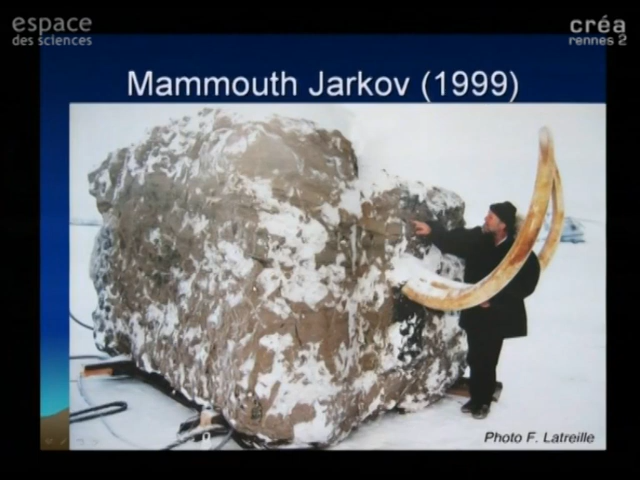 espace
des sciences
créa
rennes 2
Mammouth Jarkov (1999)
Photo F. Latreille